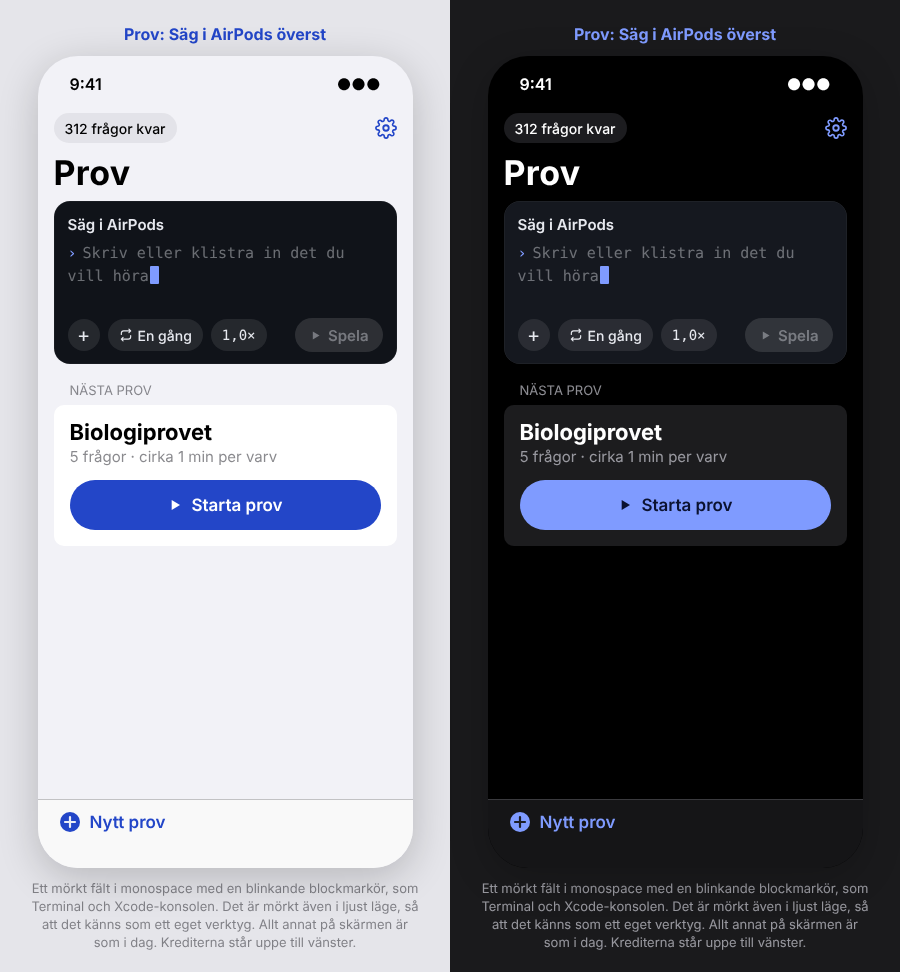 Prov: Säg i AirPods överst
9:41
312 frågor kvar
Prov
Säg i AirPods
› Skriv eller klistra in det du
vill höra
+ En gång 1,0× Spela
NÄSTA PROV
Biologiprovet
5 frågor · cirka 1 min per varv
Starta prov
Nytt prov
Ett mörkt fält i monospace med en blinkande blockmarkör, som
Terminal och Xcode-konsolen. Det är mörkt även i ljust läge, så
att det känns som ett eget verktyg. Allt annat på skärmen är
som i dag. Krediterna står uppe till vänster.
Prov: Säg i AirPods överst
9:41
312 frågor kvar
Prov
Säg i AirPods
› Skriv eller klistra in det du
vill höra
+ En gång 1,0× Spela
NÄSTA PROV
Biologiprovet
5 frågor · cirka 1 min per varv
Starta prov
Nytt prov
Ett mörkt fält i monospace med en blinkande blockmarkör, som
Terminal och Xcode-konsolen. Det är mörkt även i ljust läge, så
att det känns som ett eget verktyg. Allt annat på skärmen är
som i dag. Krediterna står uppe till vänster.